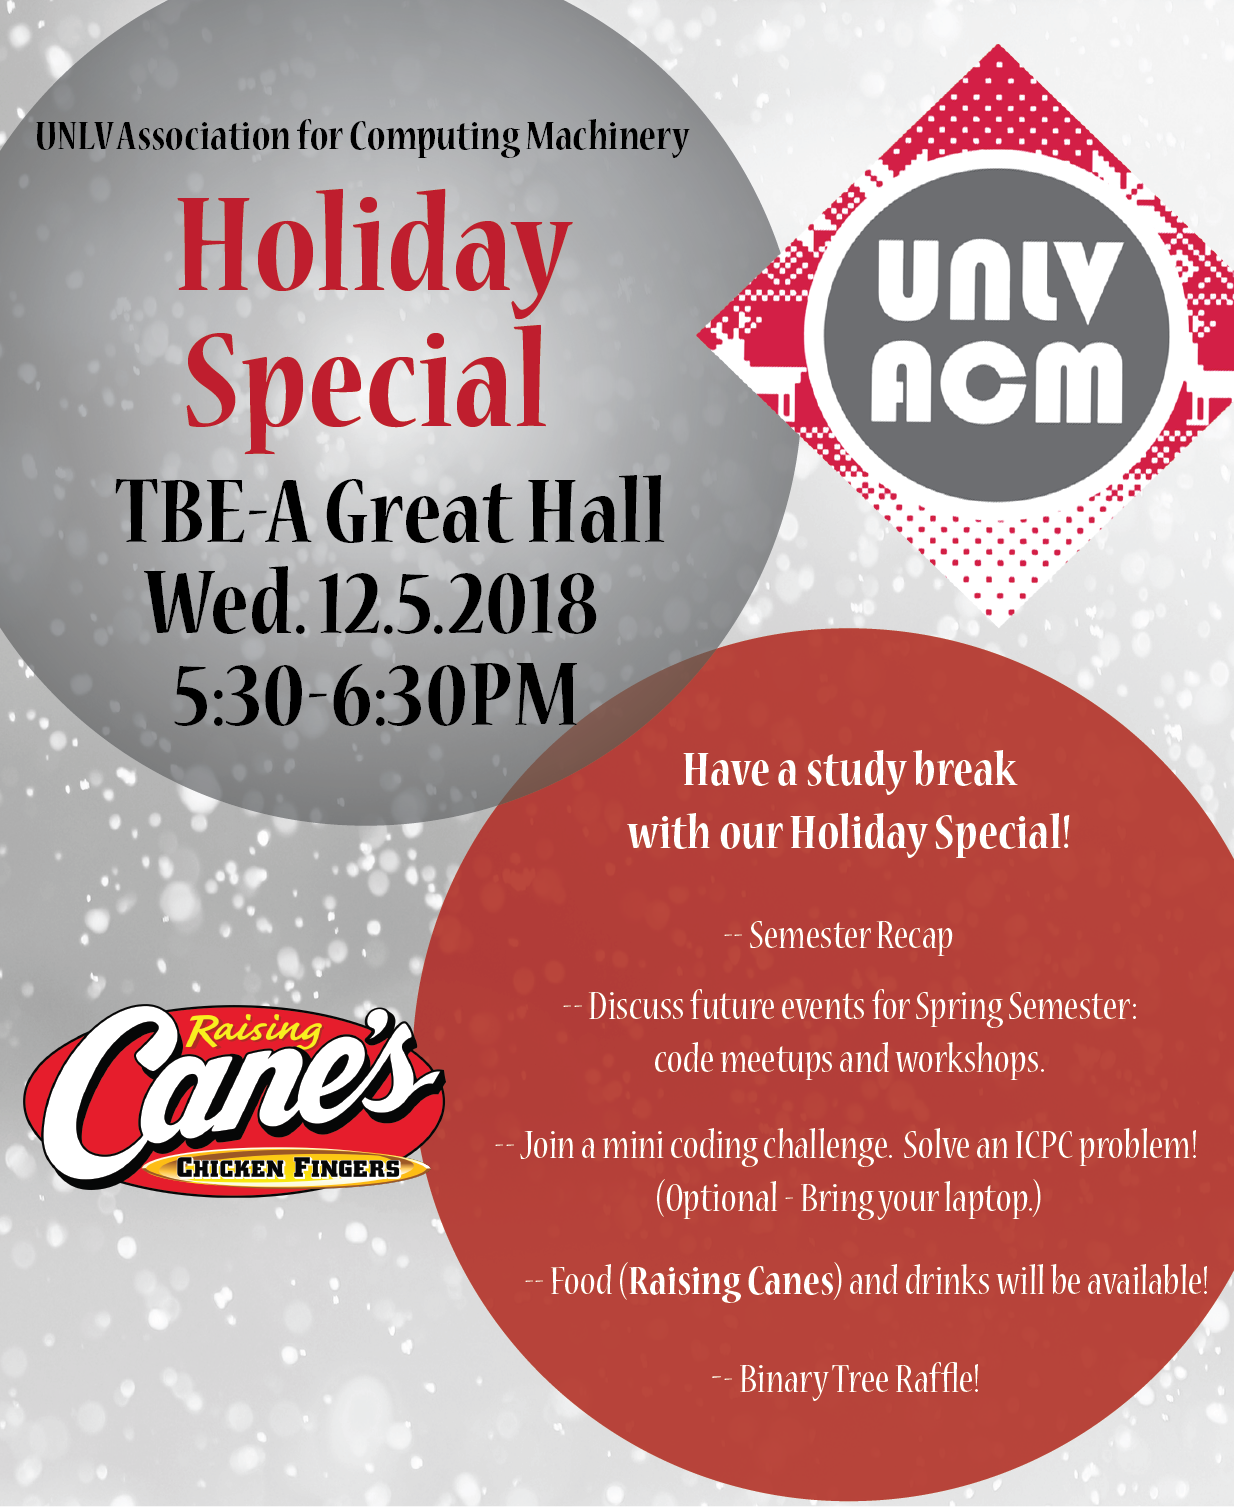 UNLV Association for Computing Machinery
Holiday
Special
TBE-A Great Hall
Wed. 12.5.2018
5:30-6:30PM
UNLV
ACM
Have a study break
with our Holiday Special!
-- Semester Recap
-- Discuss future events for Spring Semester:
code meetups and workshops.
-- Join a mini coding challenge. Solve an ICPC problem!
(Optional - Bring your laptop.)
-- Food (Raising Canes) and drinks will be available!
-- Binary Tree Raffle!
Raising
Cane's
CHICKEN FINGERS